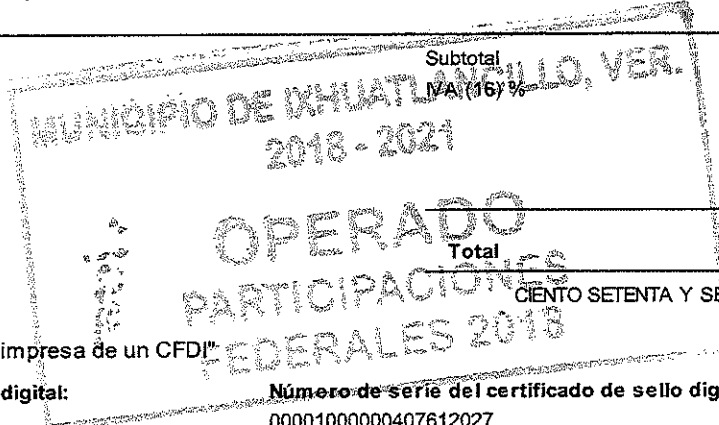 Subtotal
MUNICIPIO DE IXHUATLANCILLO, VER.
IVA (16) %
2018 - 2021
OPERADO
Total
PARTICIPACIONES
CIENTO SETENTA Y SE
FEDERALES 2018
impresa de un CFDI"
digital:
Número de serie del certificado de sello dig
00001000000407612027